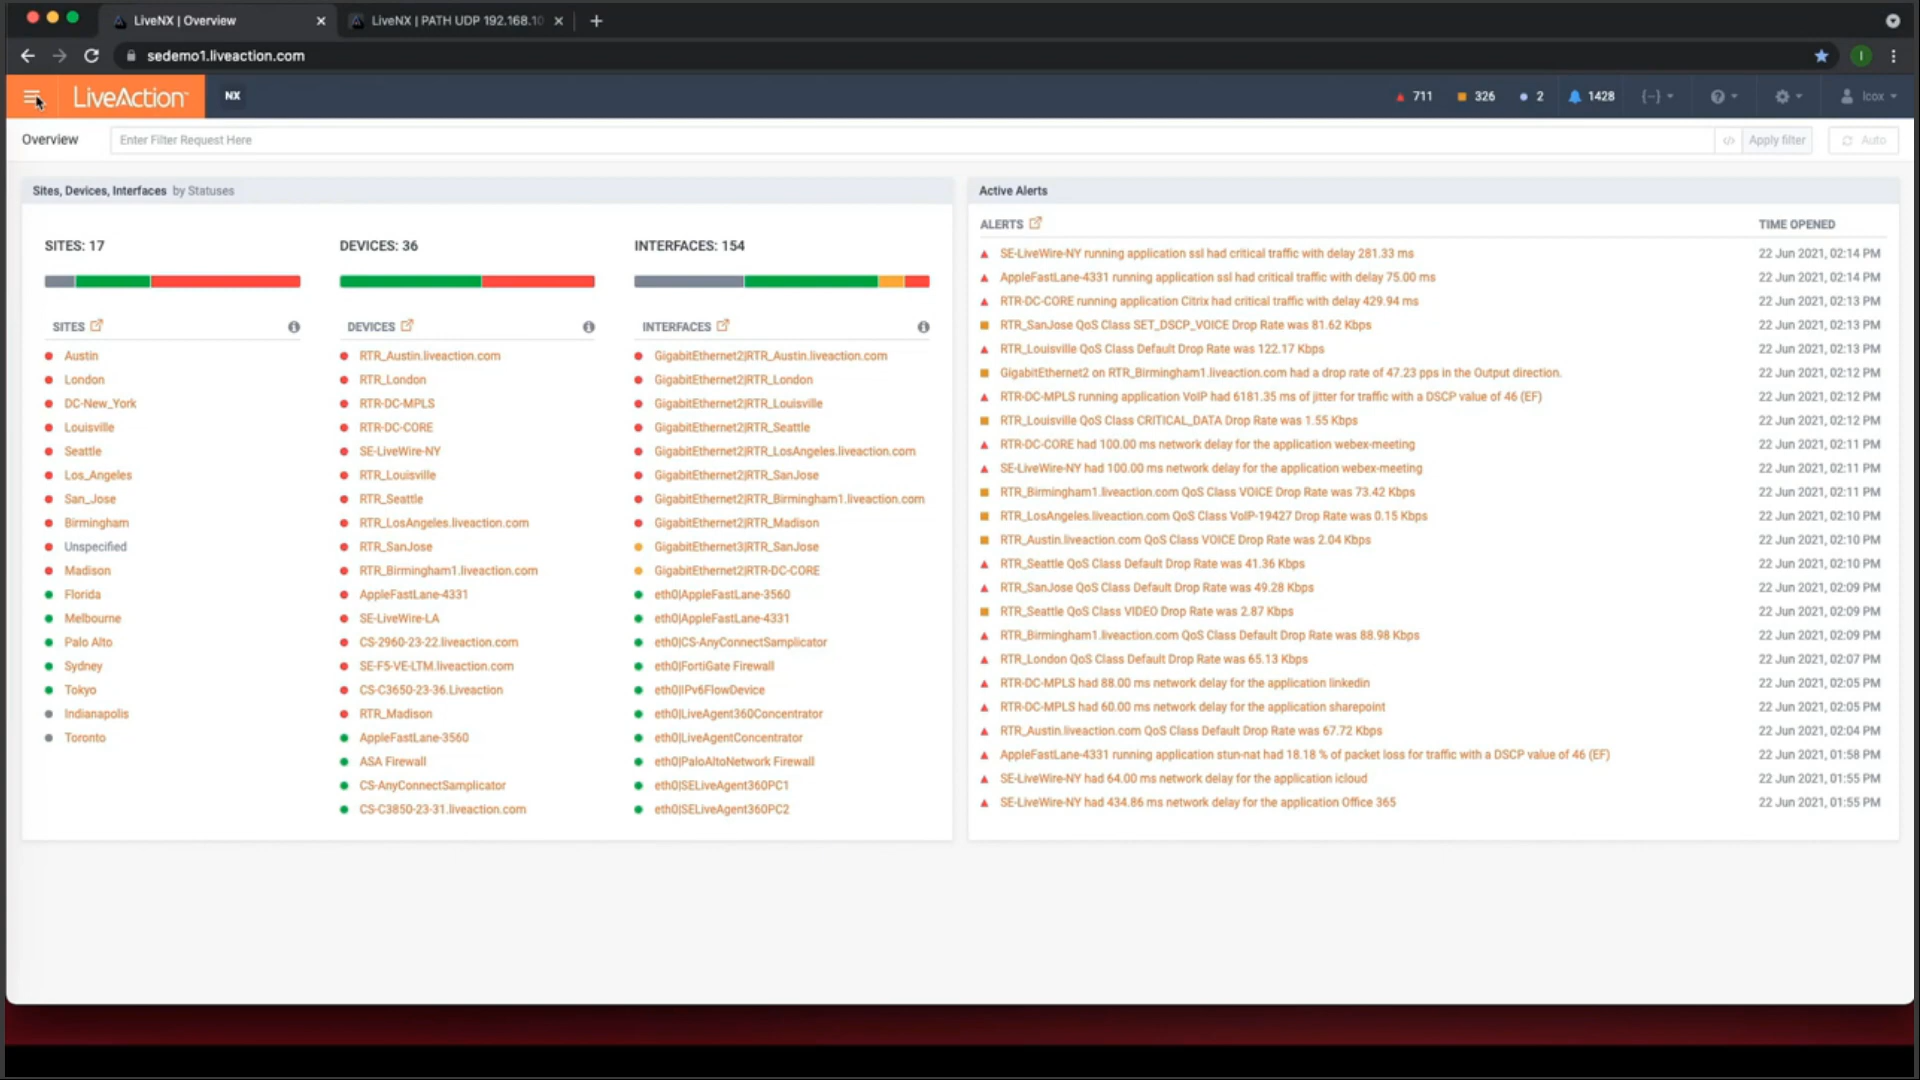 LiveNX | Overview
LiveNX | PATH UDP 192.168.10
sedemo1.liveaction.com
LiveAction
NX
711
326
2
1428
lcox
Overview
Enter Filter Request Here
Apply filter
Auto
Sites, Devices, Interfaces by Statuses
SITES: 17
DEVICES: 36
INTERFACES: 154
SITES
Austin
London
DC-New_York
Louisville
Seattle
Los_Angeles
San_Jose
Birmingham
Unspecified
Madison
Florida
Melbourne
Palo Alto
Sydney
Tokyo
Indianapolis
Toronto
DEVICES
RTR_Austin.liveaction.com
RTR_London
RTR-DC-MPLS
RTR-DC-CORE
SE-LiveWire-NY
RTR_Louisville
RTR_Seattle
RTR_LosAngeles.liveaction.com
RTR_SanJose
RTR_Birmingham1.liveaction.com
AppleFastLane-4331
SE-LiveWire-LA
CS-2960-23-22.liveaction.com
SE-F5-VE-LTM.liveaction.com
CS-C3650-23-36.Liveaction
RTR_Madison
AppleFastLane-3560
ASA Firewall
CS-AnyConnectSamplicator
CS-C3850-23-31.liveaction.com
INTERFACES
GigabitEthernet2|RTR_Austin.liveaction.com
GigabitEthernet2|RTR_London
GigabitEthernet2|RTR_Louisville
GigabitEthernet2|RTR_Seattle
GigabitEthernet2|RTR_LosAngeles.liveaction.com
GigabitEthernet2|RTR_SanJose
GigabitEthernet2|RTR_Birmingham1.liveaction.com
GigabitEthernet2|RTR_Madison
GigabitEthernet3|RTR_SanJose
GigabitEthernet2|RTR-DC-CORE
eth0|AppleFastLane-3560
eth0|AppleFastLane-4331
eth0|CS-AnyConnectSamplicator
eth0|FortiGate Firewall
eth0|IPv6FlowDevice
eth0|LiveAgent360Concentrator
eth0|LiveAgentConcentrator
eth0|PaloAltoNetwork Firewall
eth0|SELiveAgent360PC1
eth0|SELiveAgent360PC2
Active Alerts
ALERTS TIME OPENED
SE-LiveWire-NY running application ssl had critical traffic with delay 281.33 ms 22 Jun 2021, 02:14 PM
AppleFastLane-4331 running application ssl had critical traffic with delay 75.00 ms 22 Jun 2021, 02:14 PM
RTR-DC-CORE running application Citrix had critical traffic with delay 429.94 ms 22 Jun 2021, 02:13 PM
RTR_SanJose QoS Class SET_DSCP_VOICE Drop Rate was 81.62 Kbps 22 Jun 2021, 02:13 PM
RTR_Louisville QoS Class Default Drop Rate was 122.17 Kbps 22 Jun 2021, 02:13 PM
GigabitEthernet2 on RTR_Birmingham1.liveaction.com had a drop rate of 47.23 pps in the Output direction. 22 Jun 2021, 02:12 PM
RTR-DC-MPLS running application VoIP had 6181.35 ms of jitter for traffic with a DSCP value of 46 (EF) 22 Jun 2021, 02:12 PM
RTR_Louisville QoS Class CRITICAL_DATA Drop Rate was 1.55 Kbps 22 Jun 2021, 02:12 PM
RTR-DC-CORE had 100.00 ms network delay for the application webex-meeting 22 Jun 2021, 02:11 PM
SE-LiveWire-NY had 100.00 ms network delay for the application webex-meeting 22 Jun 2021, 02:11 PM
RTR_Birmingham1.liveaction.com QoS Class VOICE Drop Rate was 73.42 Kbps 22 Jun 2021, 02:11 PM
RTR_LosAngeles.liveaction.com QoS Class VoIP-19427 Drop Rate was 0.15 Kbps 22 Jun 2021, 02:10 PM
RTR_Austin.liveaction.com QoS Class VOICE Drop Rate was 2.04 Kbps 22 Jun 2021, 02:10 PM
RTR_Seattle QoS Class Default Drop Rate was 41.36 Kbps 22 Jun 2021, 02:10 PM
RTR_SanJose QoS Class Default Drop Rate was 49.28 Kbps 22 Jun 2021, 02:09 PM
RTR_Seattle QoS Class VIDEO Drop Rate was 2.87 Kbps 22 Jun 2021, 02:09 PM
RTR_Birmingham1.liveaction.com QoS Class Default Drop Rate was 88.98 Kbps 22 Jun 2021, 02:09 PM
RTR_London QoS Class Default Drop Rate was 65.13 Kbps 22 Jun 2021, 02:07 PM
RTR-DC-MPLS had 88.00 ms network delay for the application linkedin 22 Jun 2021, 02:05 PM
RTR-DC-MPLS had 60.00 ms network delay for the application sharepoint 22 Jun 2021, 02:05 PM
RTR_Austin.liveaction.com QoS Class Default Drop Rate was 67.72 Kbps 22 Jun 2021, 02:04 PM
AppleFastLane-4331 running application stun-nat had 18.18 % of packet loss for traffic with a DSCP value of 46 (EF) 22 Jun 2021, 01:58 PM
SE-LiveWire-NY had 64.00 ms network delay for the application icloud 22 Jun 2021, 01:55 PM
SE-LiveWire-NY had 434.86 ms network delay for the application Office 365 22 Jun 2021, 01:55 PM